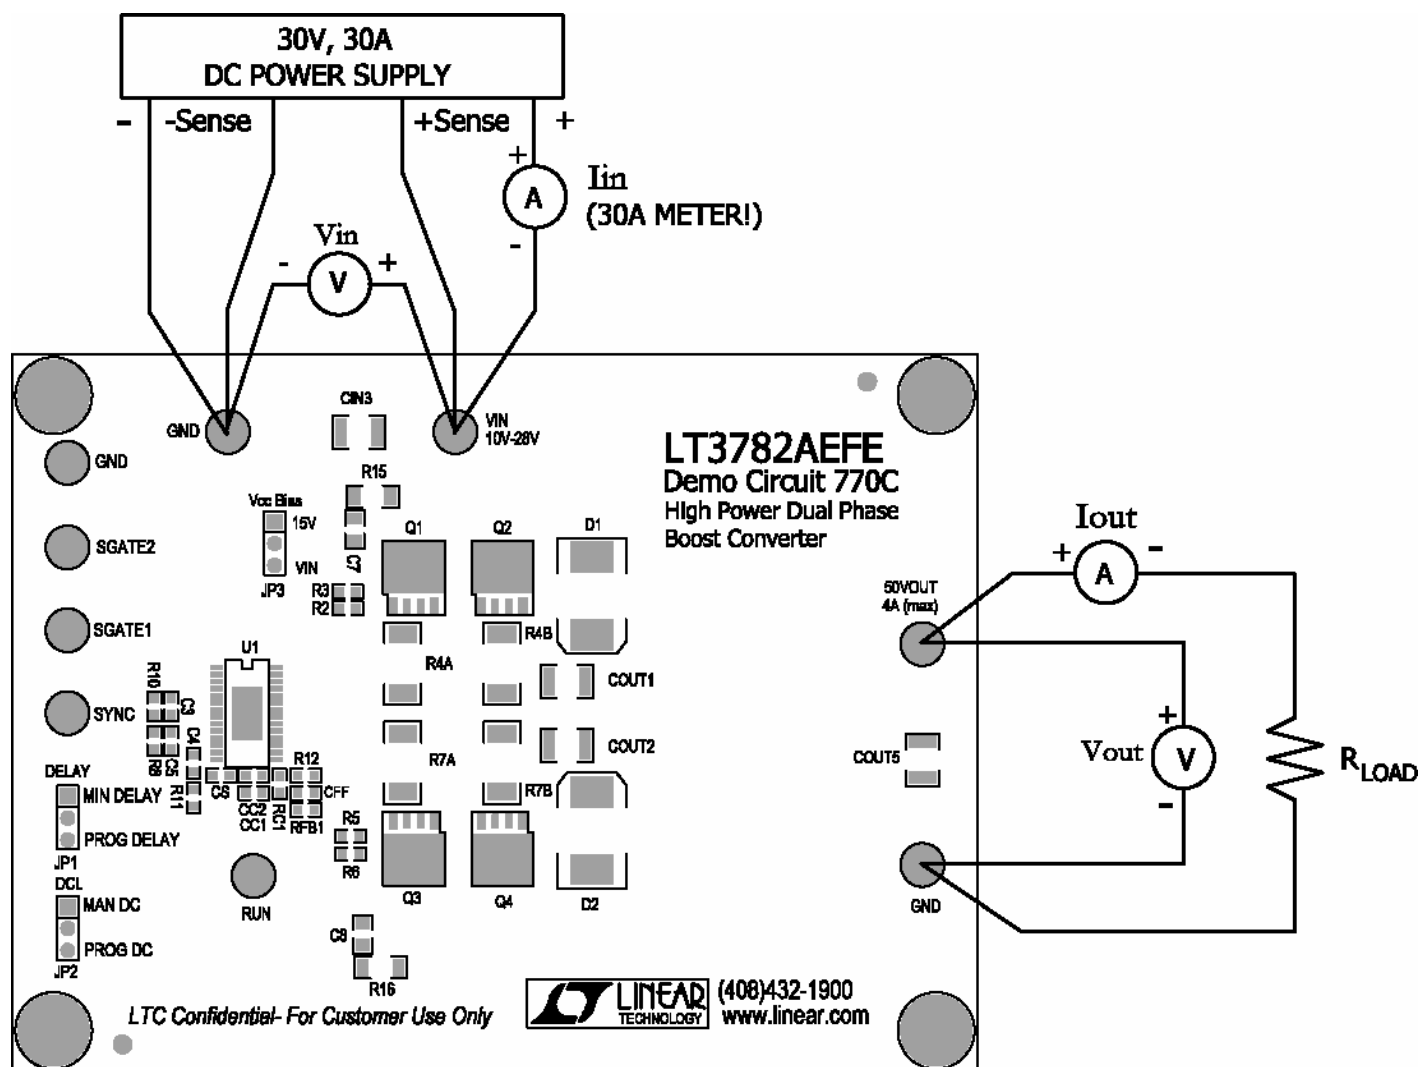 30V, 30A
DC POWER SUPPLY
-
-Sense
+Sense
+
+
A
-
Iin
(30A METER!)
Vin
-
V
+
GND
CIN3
VIN
10V-28V
GND
LT3782AEFE
Demo Circuit 770C
High Power Dual Phase
Boost Converter
R15
Vcc Bias
15V
VIN
JP3
C7
Q1
Q2
D1
SGATE2
R3
R2
Iout
+
A
-
50VOUT
4A (max)
SGATE1
U1
R4A
R4B
COUT1
R10
C3
SYNC
C4
COUT2
COUT5
Vout
+
V
-
RLOAD
R9
C5
R11
C6
CC2
CC1
RC1
R12
CFF
RFB1
R7A
R7B
DELAY
MIN DELAY
PROG DELAY
JP1
R5
R6
DCL
MAN DC
PROG DC
JP2
RUN
Q3
Q4
D2
GND
C8
R16
LTC Confidential- For Customer Use Only
LINEAR
TECHNOLOGY
(408)432-1900
www.linear.com